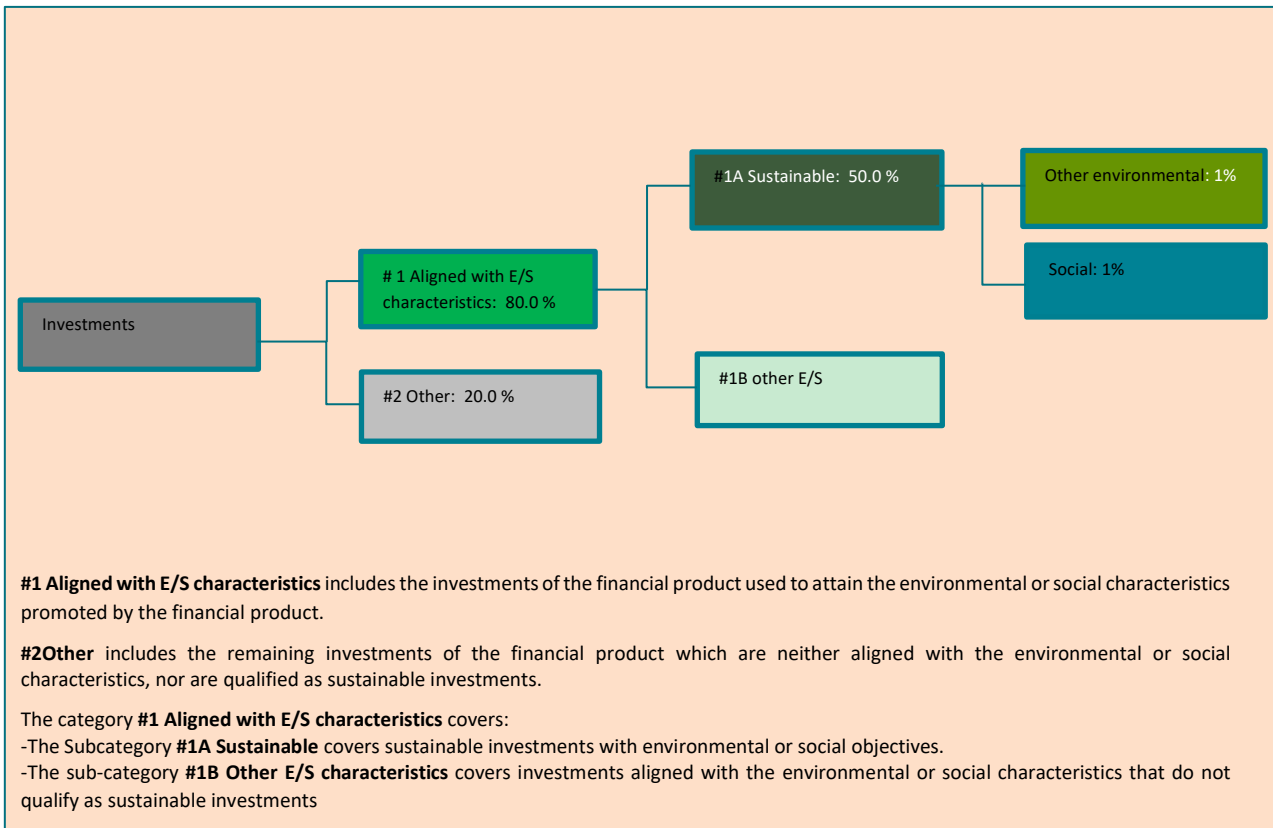 #1A Sustainable: 50.0 %
Other environmental: 1%
# 1 Aligned with E/S
characteristics: 80.0 %
Social: 1%
Investments
#2 Other: 20.0 %
#1B other E/S
#1 Aligned with E/S characteristics includes the investments of the financial product used to attain the environmental or social characteristics
promoted by the financial product.
#2Other includes the remaining investments of the financial product which are neither aligned with the environmental or social
characteristics, nor are qualified as sustainable investments.
The category #1 Aligned with E/S characteristics covers:
-The Subcategory #1A Sustainable covers sustainable investments with environmental or social objectives.
-The sub-category #1B Other E/S characteristics covers investments aligned with the environmental or social characteristics that do not
qualify as sustainable investments